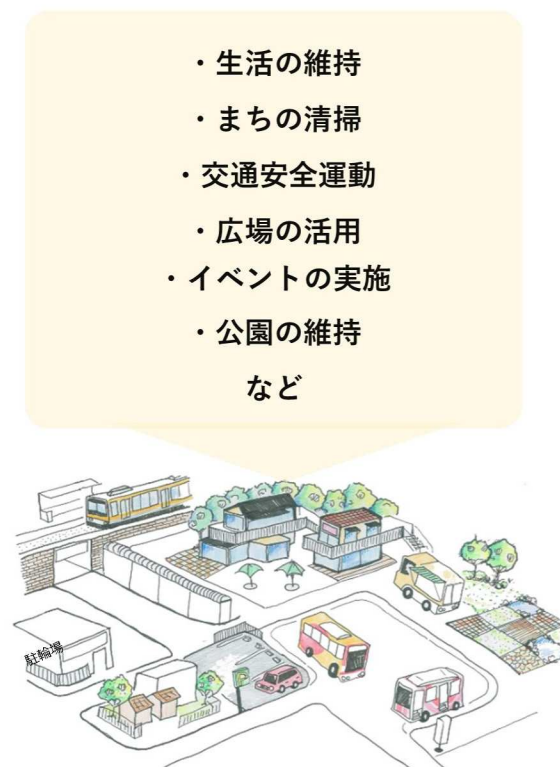 ・生活の維持
・まちの清掃
・交通安全運動
・広場の活用
・イベントの実施
・公園の維持
など
駐輪場